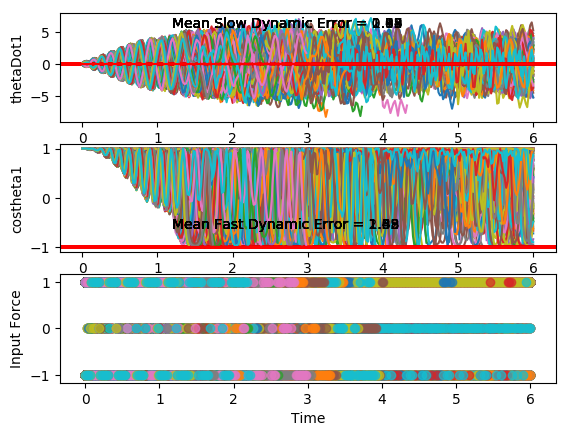 Mean Slow Dynamic Error =
thetaDot1
5
0
−5
0 1 2 3 4 5 6
costheta1
1
0
−1
Mean Fast Dynamic Error =
0 1 2 3 4 5 6
Input Force
1
0
−1
0 1 2 3 4 5 6
Time